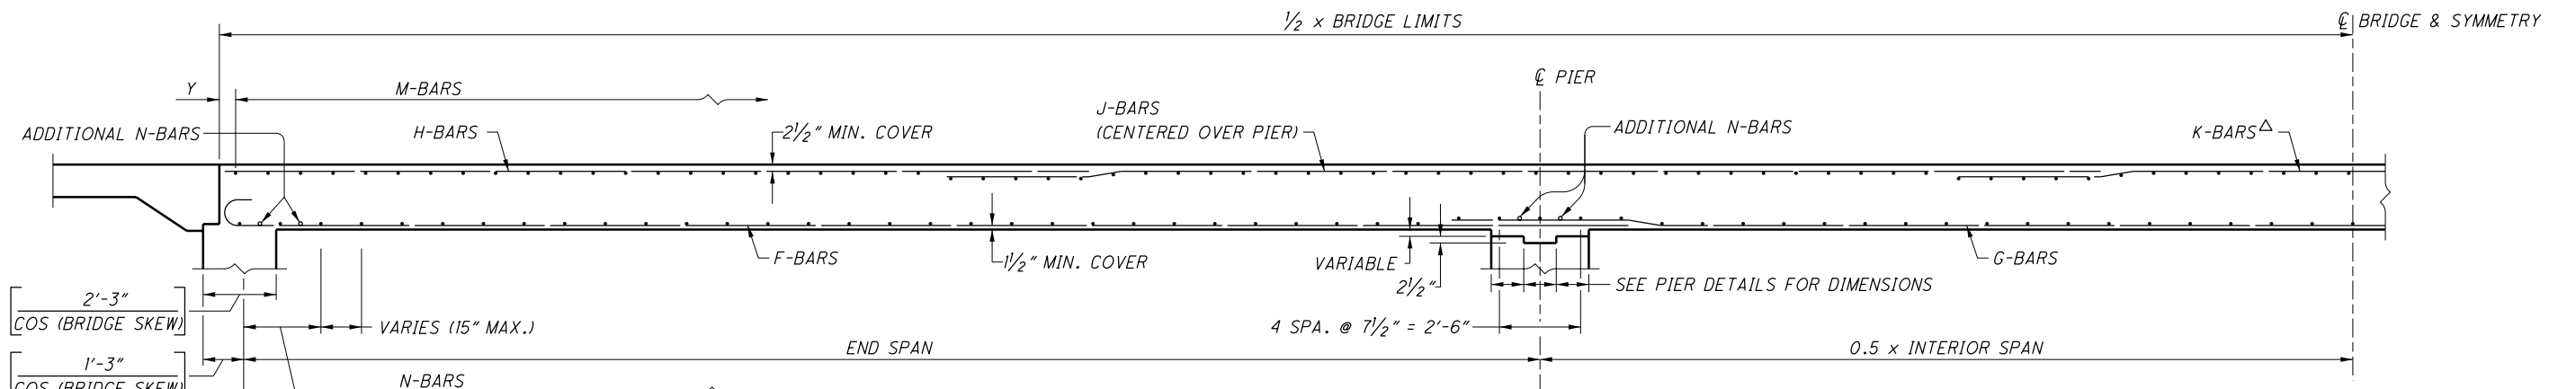 ½ x BRIDGE LIMITS
℄ BRIDGE & SYMMETRY
℄ PIER
Y
M-BARS
J-BARS
(CENTERED OVER PIER)
ADDITIONAL N-BARS
H-BARS
2½" MIN. COVER
ADDITIONAL N-BARS
K-BARS△
F-BARS
1½" MIN. COVER
VARIABLE
2½"
G-BARS
SEE PIER DETAILS FOR DIMENSIONS
2'-3"
COS (BRIDGE SKEW)
VARIES (15" MAX.)
4 SPA. @ 7½" = 2'-6"
END SPAN
0.5 x INTERIOR SPAN
1'-3"
COS (BRIDGE SKEW)
N-BARS